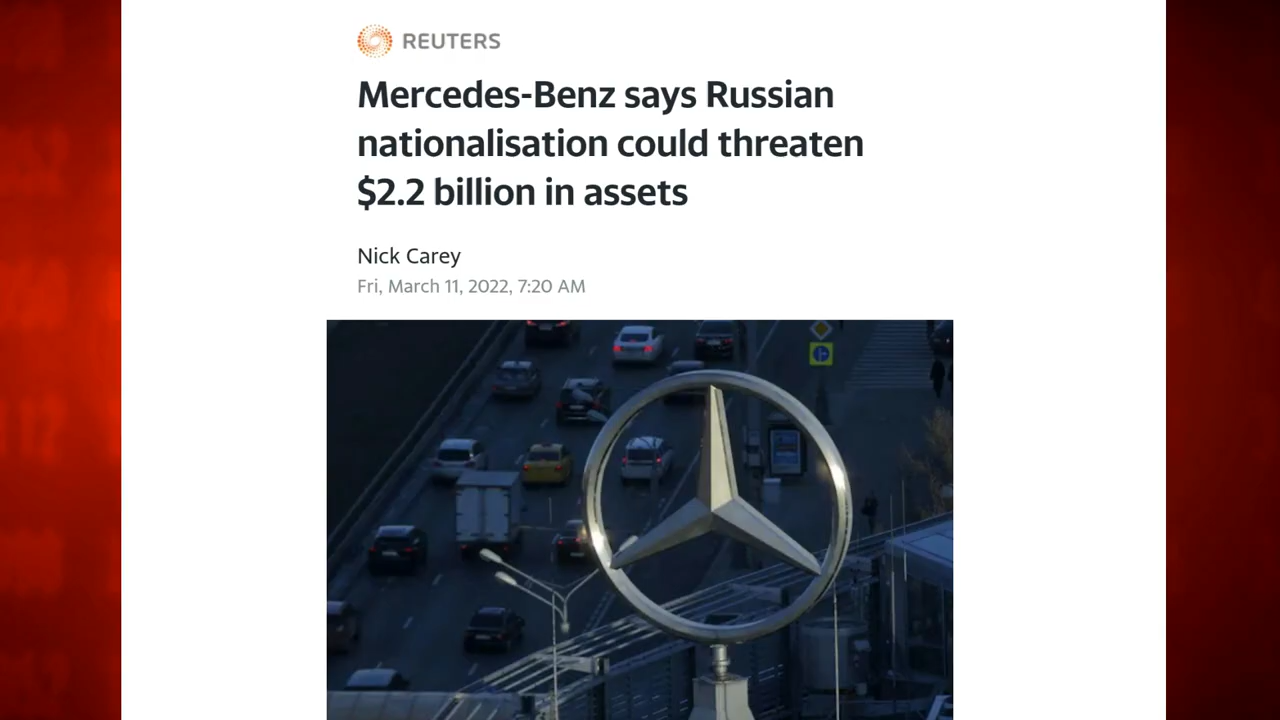 REUTERS
Mercedes-Benz says Russian
nationalisation could threaten
$2.2 billion in assets
Nick Carey
Fri, March 11, 2022, 7:20 AM